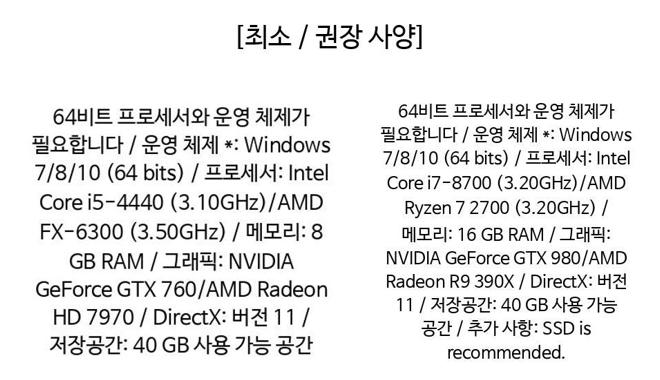 [최소 / 권장 사양]
64비트 프로세서와 운영 체제가
필요합니다 / 운영 체제 *: Windows
7/8/10 (64 bits) / 프로세서: Intel
Core i5-4440 (3.10GHz)/AMD
FX-6300 (3.50GHz) / 메모리: 8
GB RAM / 그래픽: NVIDIA
GeForce GTX 760/AMD Radeon
HD 7970 / DirectX: 버전 11 /
저장공간: 40 GB 사용 가능 공간
64비트 프로세서와 운영 체제가
필요합니다 / 운영 체제 *: Windows
7/8/10 (64 bits) / 프로세서: Intel
Core i7-8700 (3.20GHz)/AMD
Ryzen 7 2700 (3.20GHz) /
메모리: 16 GB RAM / 그래픽:
NVIDIA GeForce GTX 980/AMD
Radeon R9 390X / DirectX: 버전
11 / 저장공간: 40 GB 사용 가능
공간 / 추가 사항: SSD is
recommended.